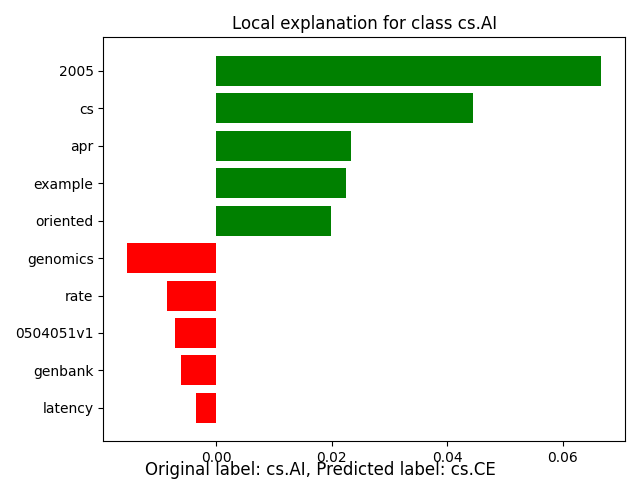 Local explanation for class cs.AI
2005
cs
apr
example
oriented
genomics
rate
0504051v1
genbank
latency
0.00 0.02 0.04 0.06
Original label: cs.AI, Predicted label: cs.CE